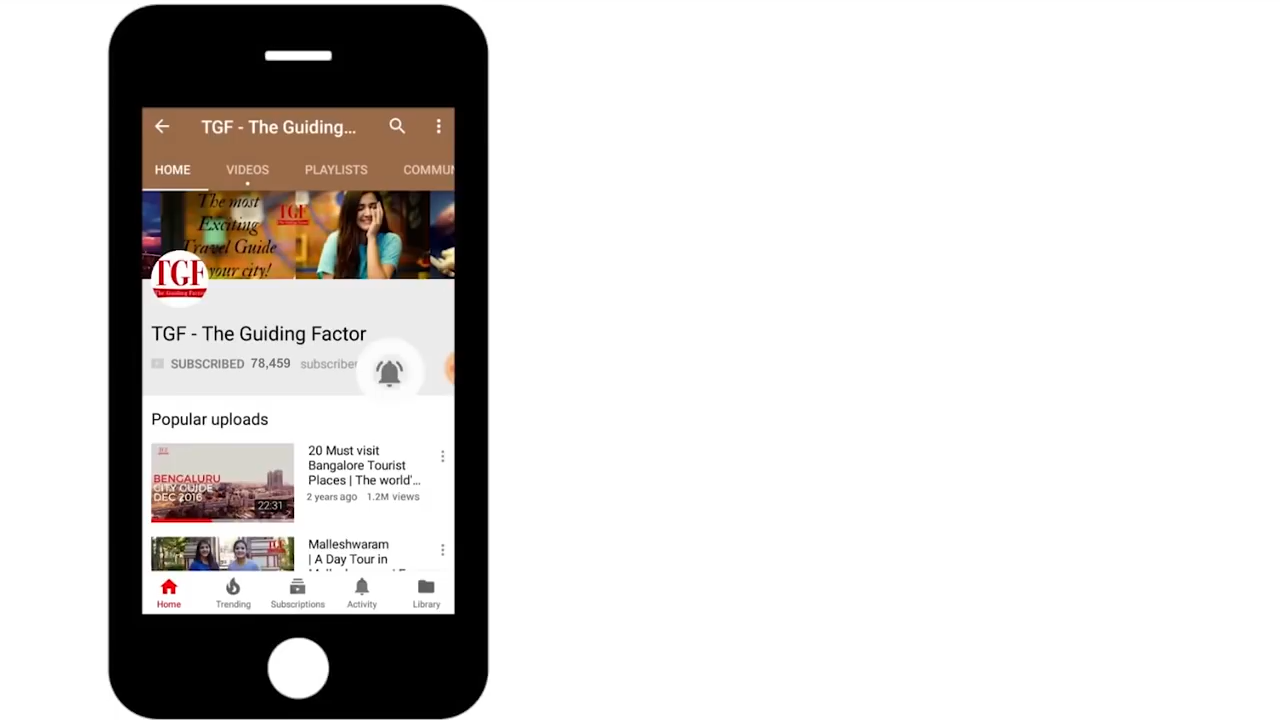 TGF - The Guiding...
HOME VIDEOS PLAYLISTS COMMUN
The most
Exciting
Travel Guide
your city!
TGF
TGF
The Guiding Factor
TGF - The Guiding Factor
SUBSCRIBED 78,459 subscriber
Popular uploads
BENGALURU
CITY GUIDE
DEC 2016
22:31
20 Must visit
Bangalore Tourist
Places | The world'...
2 years ago 1.2M views
TGF
Malleshwaram
| A Day Tour in
Home Trending Subscriptions Activity Library